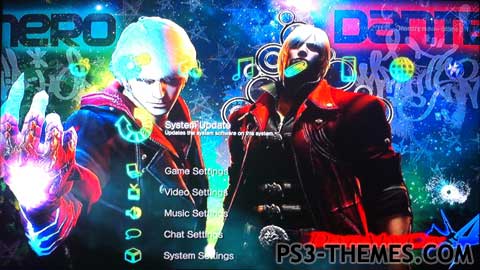 NERO
DANTE
System Update
Updates the system software on this system.
Game Settings
Video Settings
Music Settings
Chat Settings
System Settings
PS3-THEMES.COM